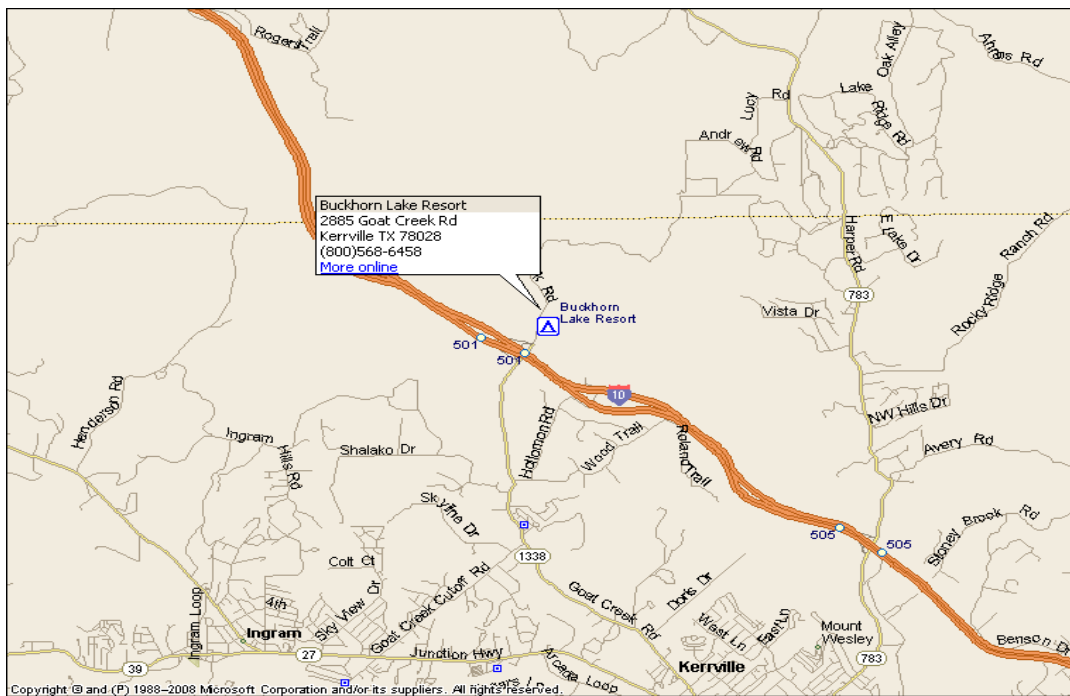 Rogers Trail
Oak Alley
Ahrns Rd
Lucy Rd
Lake Ridge Rd
Andrew Rd
Buckhorn Lake Resort
2885 Goat Creek Rd
Kerrville TX 78028
(800)568-6458
More online
Rd
Buckhorn
Lake Resort
Harper Rd
E Lake Dr
Rocky Ridge Ranch Rd
783
Vista Dr
501
501
10
Henderson Rd
Ingram Hills Rd
Shalako Dr
Hollomon Rd
Wood Trail
Roland Trail
NW Hills Dr
Avery Rd
Skyline Dr
505
505
Stoney Brook Rd
1338
Colt Ct
Sky View Dr
Goat Creek Cutoff Rd
Goat Creek Rd
Doris Dr
4th
Ingram Loop
Ingram
West Ln
East Ln
Mount
Wesley
Benson Dr
39
27
Junction Hwy
Arcada Loop
Kerrville
783
Copyright © and (P) 1988–2008 Microsoft Corporation and/or its suppliers. All rights reserved.